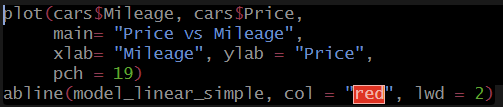 plot(cars$Mileage, cars$Price,
     main= "Price vs Mileage",
     xlab= "Mileage", ylab = "Price",
     pch = 19)
abline(model_linear_simple, col = "red", lwd = 2)